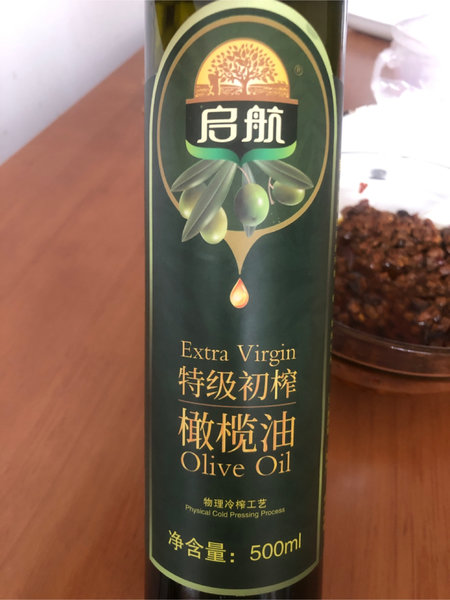 ®
启航
Extra Virgin
特级初榨
橄榄油
Olive Oil
物理冷榨工艺
Physical Cold Pressing Process
净含量：500ml